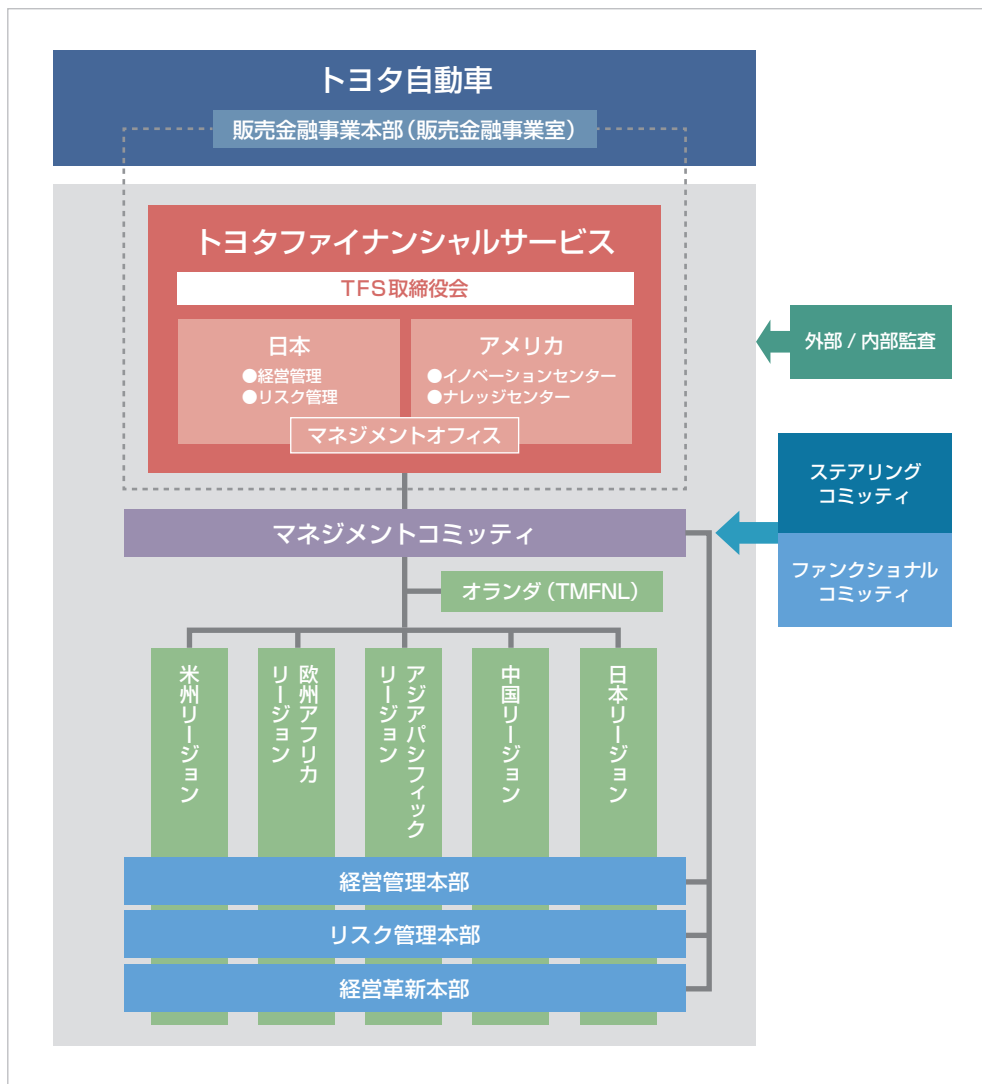 トヨタ自動車
販売金融事業本部(販売金融事業室)
トヨタファイナンシャルサービス
TFS取締役会
日本
●経営管理
●リスク管理
アメリカ
●イノベーションセンター
●ナレッジセンター
マネジメントオフィス
外部 / 内部監査
ステアリング
コミッティ
ファンクショナル
コミッティ
マネジメントコミッティ
オランダ(TMFNL)
米州リージョン
欧州アフリカ
リージョン
アジアパシフィック
リージョン
中国リージョン
日本リージョン
経営管理本部
リスク管理本部
経営革新本部